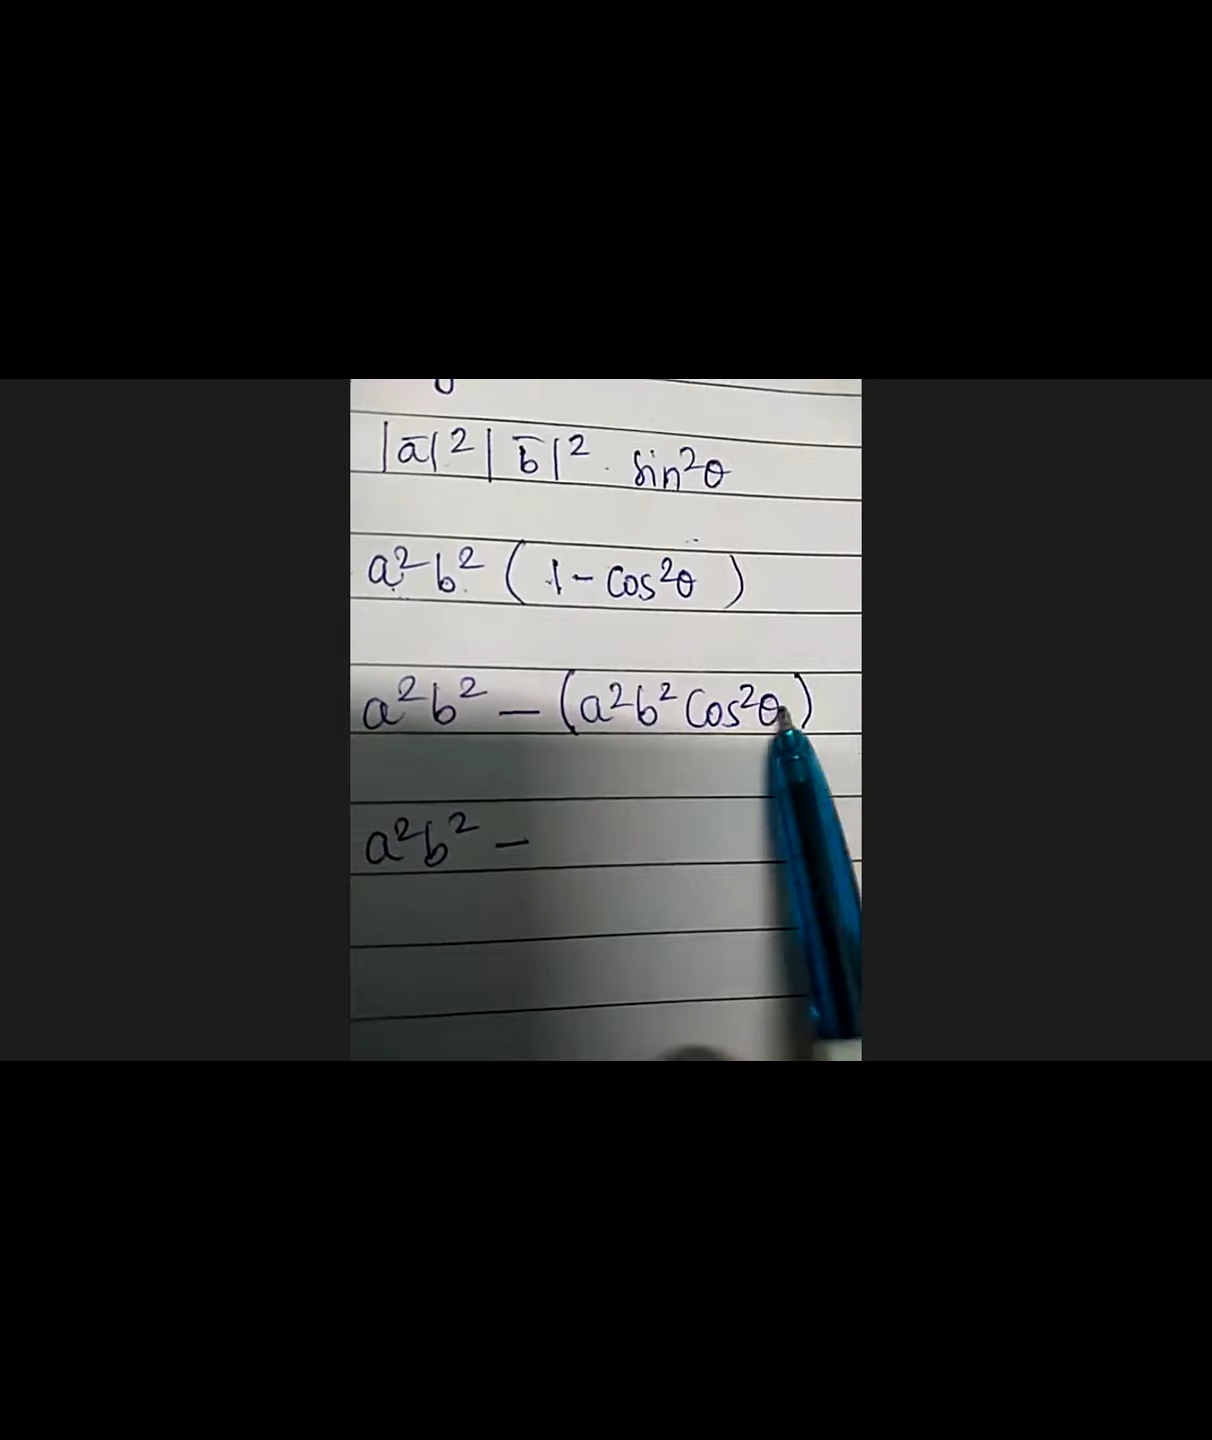 |a̅|² |b̅|² . sin²θ
a²b² ( 1 - cos²θ )
a²b² — (a²b² Cos²θ)
a²b² —